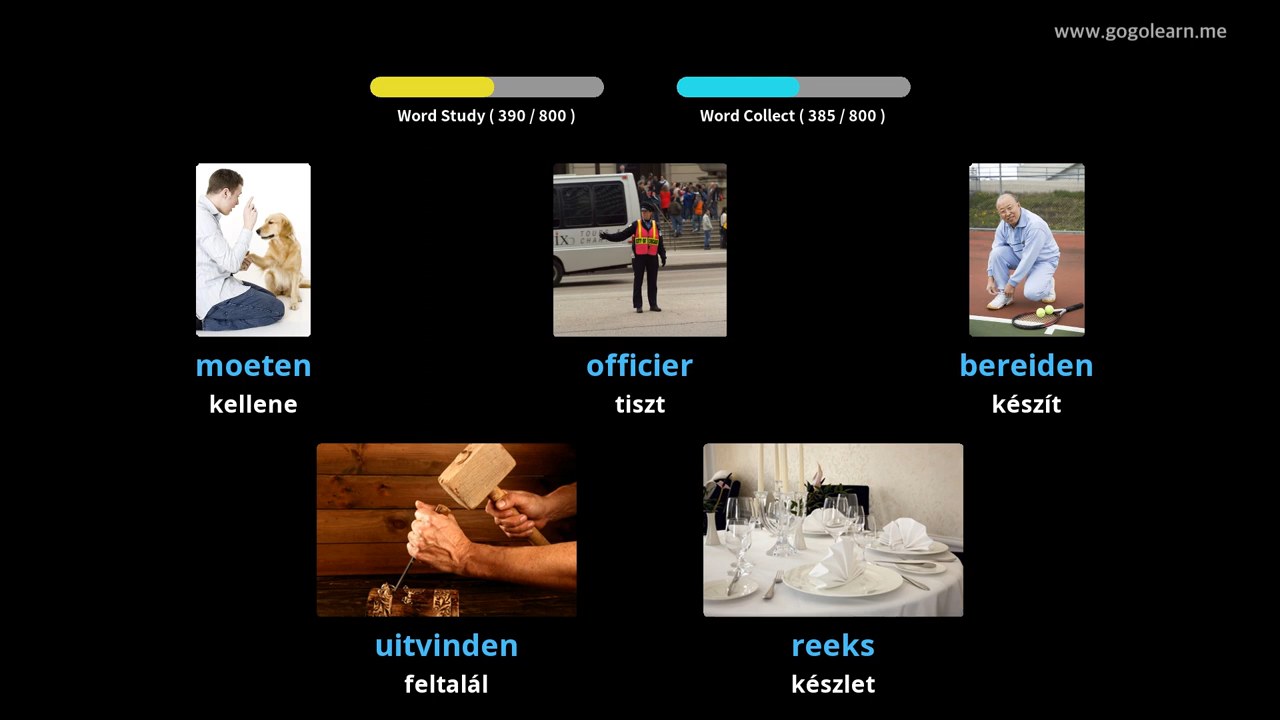 www.gogolearn.me
Word Study ( 390 / 800 )
Word Collect ( 385 / 800 )
moeten
kellene
officier
tiszt
bereiden
készít
uitvinden
feltalál
reeks
készlet